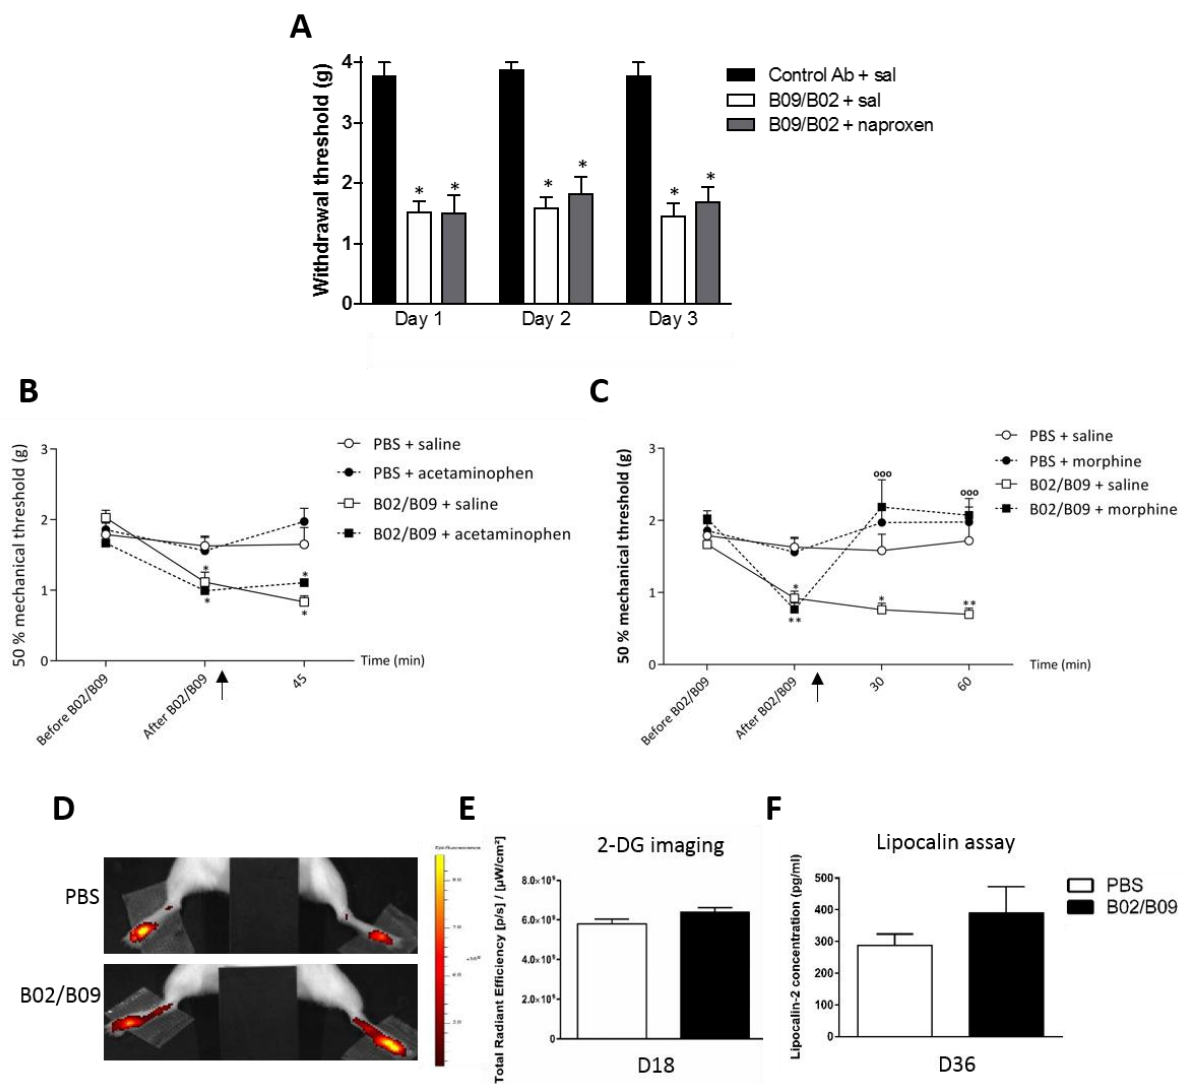 A
Withdrawal threshold (g)
4
3
2
1
0
* * * * * *
Day 1 Day 2 Day 3
Control Ab + sal
B09/B02 + sal
B09/B02 + naproxen
B
50 % mechanical threshold (g)
3
2
1
0
PBS + saline
PBS + acetaminophen
B02/B09 + saline
B02/B09 + acetaminophen
* *
* *
Time (min)
Before B02/B09 After B02/B09 45
C
50 % mechanical threshold (g)
3
2
1
0
PBS + saline
PBS + morphine
B02/B09 + saline
B02/B09 + morphine
ooo ooo
* * **
**
Time (min)
Before B02/B09 After B02/B09 30 60
D
PBS
B02/B09
E
2-DG imaging
Total Radiant Efficiency [p/s] / [µW/cm²]
8.0×10⁹
6.0×10⁹
4.0×10⁹
2.0×10⁹
0
D18
F
Lipocalin assay
Lipocalin-2 concentration (pg/ml)
500
400
300
200
100
0
D36
PBS
B02/B09